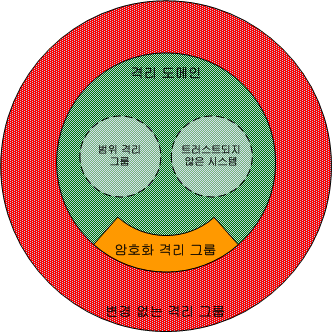 격리 도메인
범위 격리
그룹
트러스트되지
않은 시스템
암호화 격리 그룹
변경 없는 격리 그룹